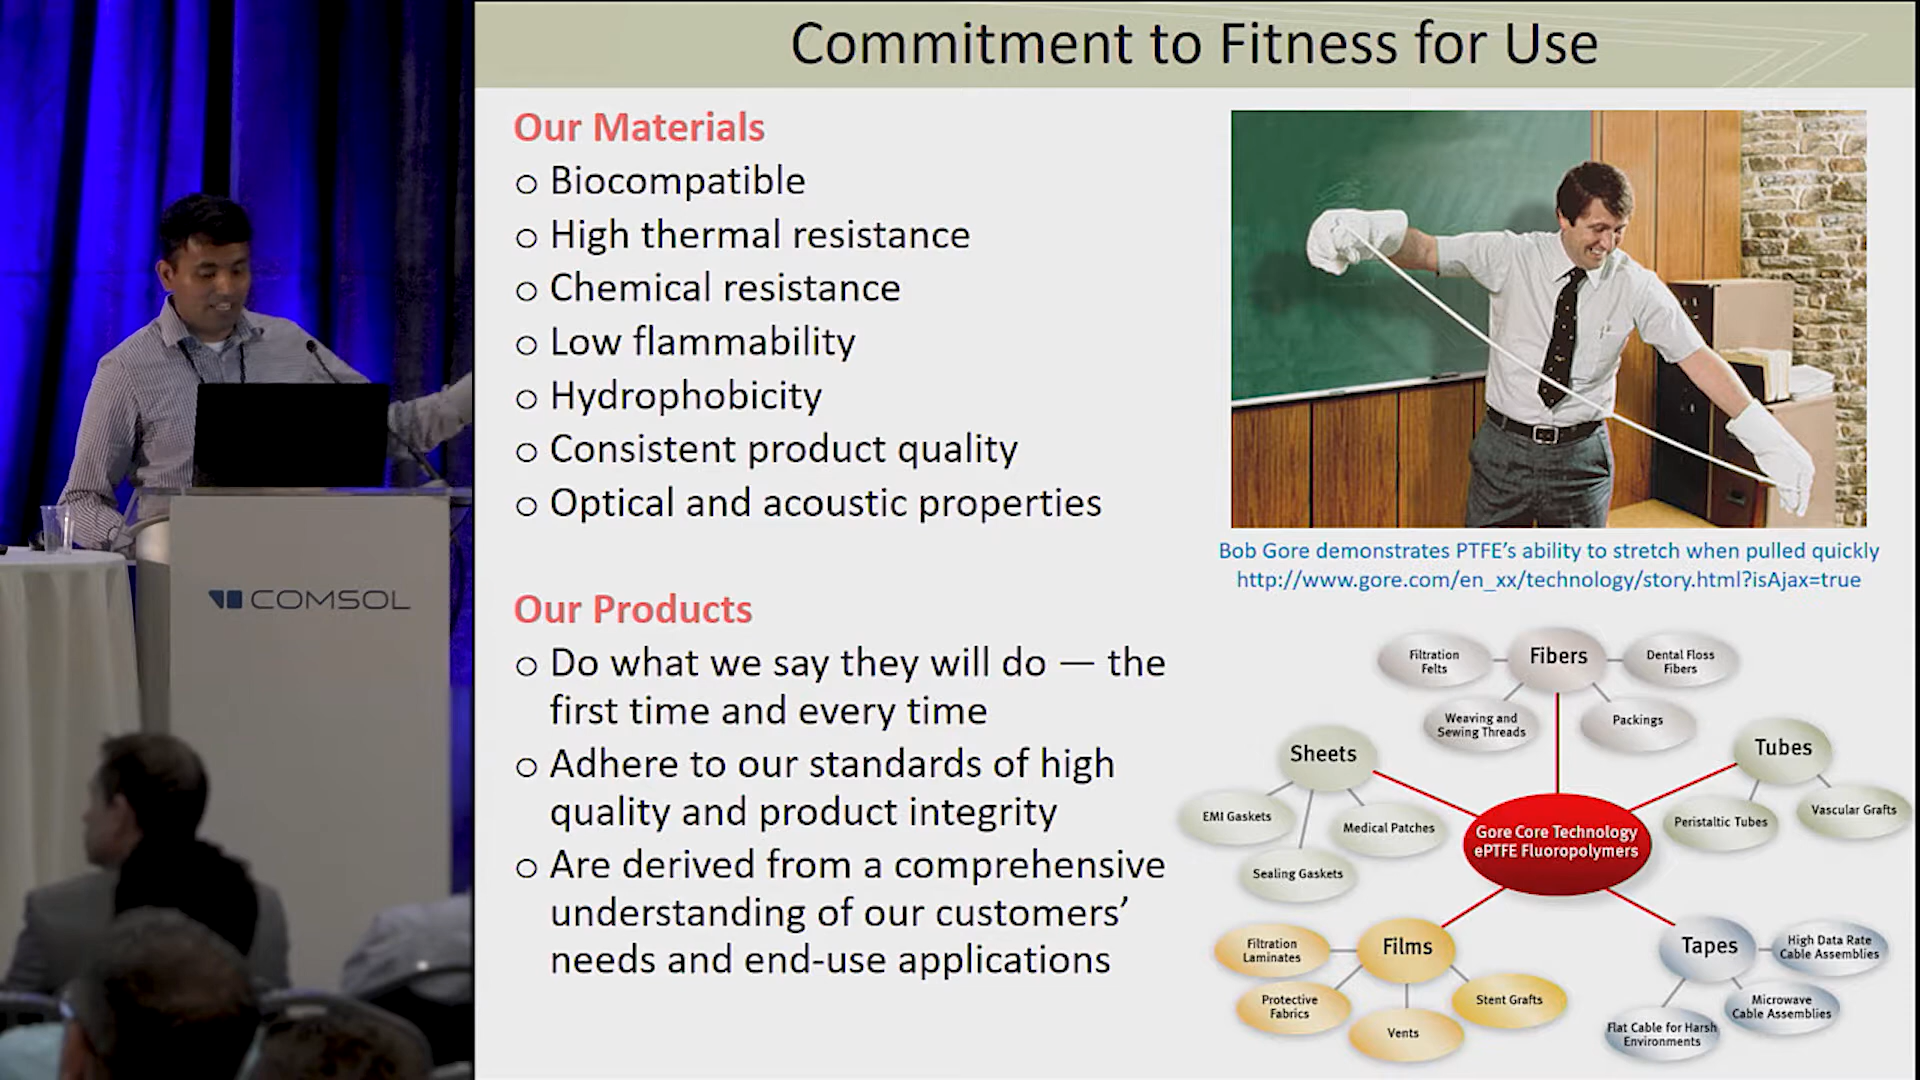 Commitment to Fitness for Use
Our Materials
o Biocompatible
o High thermal resistance
o Chemical resistance
o Low flammability
o Hydrophobicity
o Consistent product quality
o Optical and acoustic properties
Our Products
o Do what we say they will do — the
first time and every time
o Adhere to our standards of high
quality and product integrity
o Are derived from a comprehensive
understanding of our customers’
needs and end-use applications
Bob Gore demonstrates PTFE’s ability to stretch when pulled quickly
http://www.gore.com/en_xx/technology/story.html?isAjax=true
Fibers
Filtration
Felts
Dental Floss
Fibers
Weaving and
Sewing Threads
Packings
Sheets
EMI Gaskets
Medical Patches
Sealing Gaskets
Tubes
Peristaltic Tubes
Vascular Grafts
Gore Core Technology
ePTFE Fluoropolymers
Films
Filtration
Laminates
Protective
Fabrics
Vents
Stent Grafts
Tapes
High Data Rate
Cable Assemblies
Microwave
Cable Assemblies
Flat Cable for Harsh
Environments
COMSOL